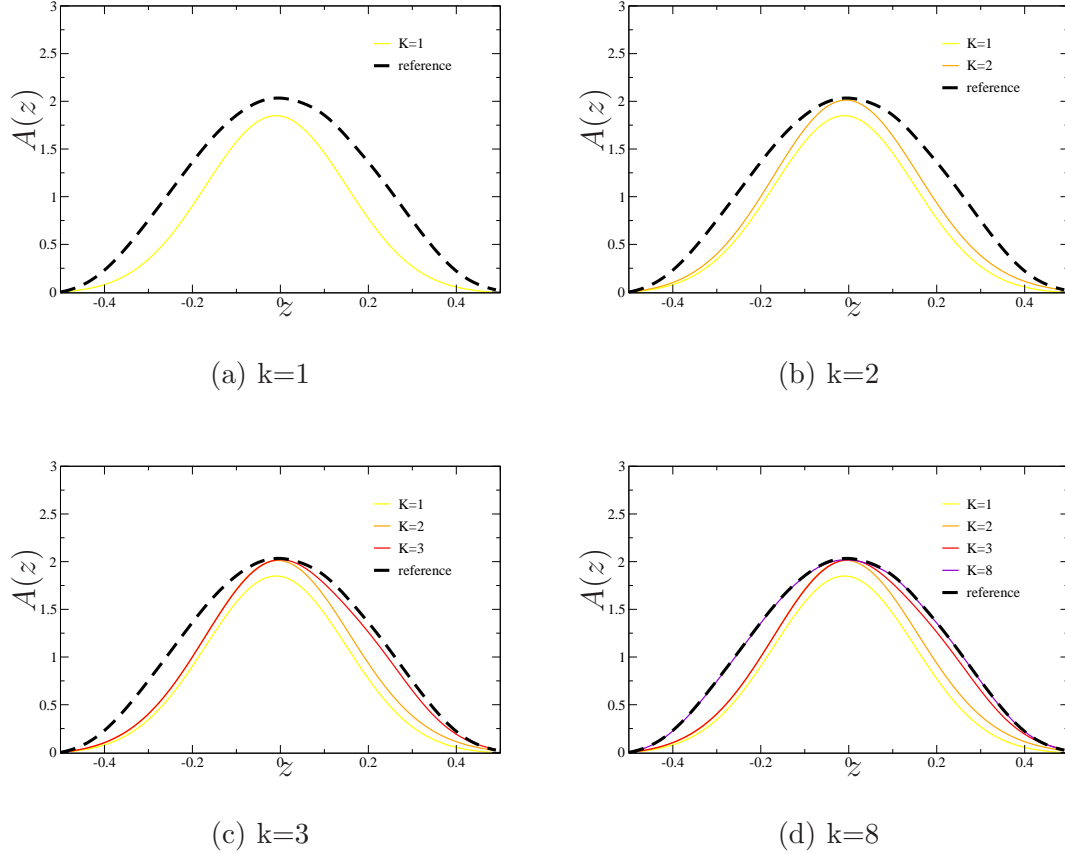 3
2.5
2
1.5
1
0.5
0
A(z)
K=1
reference
-0.4
-0.2
0
0.2
0.4
z
(a) k=1
3
2.5
2
1.5
1
0.5
0
A(z)
K=1
K=2
reference
-0.4
-0.2
0
0.2
0.4
z
(b) k=2
3
2.5
2
1.5
1
0.5
0
A(z)
K=1
K=2
K=3
reference
-0.4
-0.2
0
0.2
0.4
z
(c) k=3
3
2.5
2
1.5
1
0.5
0
A(z)
K=1
K=2
K=3
K=8
reference
-0.4
-0.2
0
0.2
0.4
z
(d) k=8